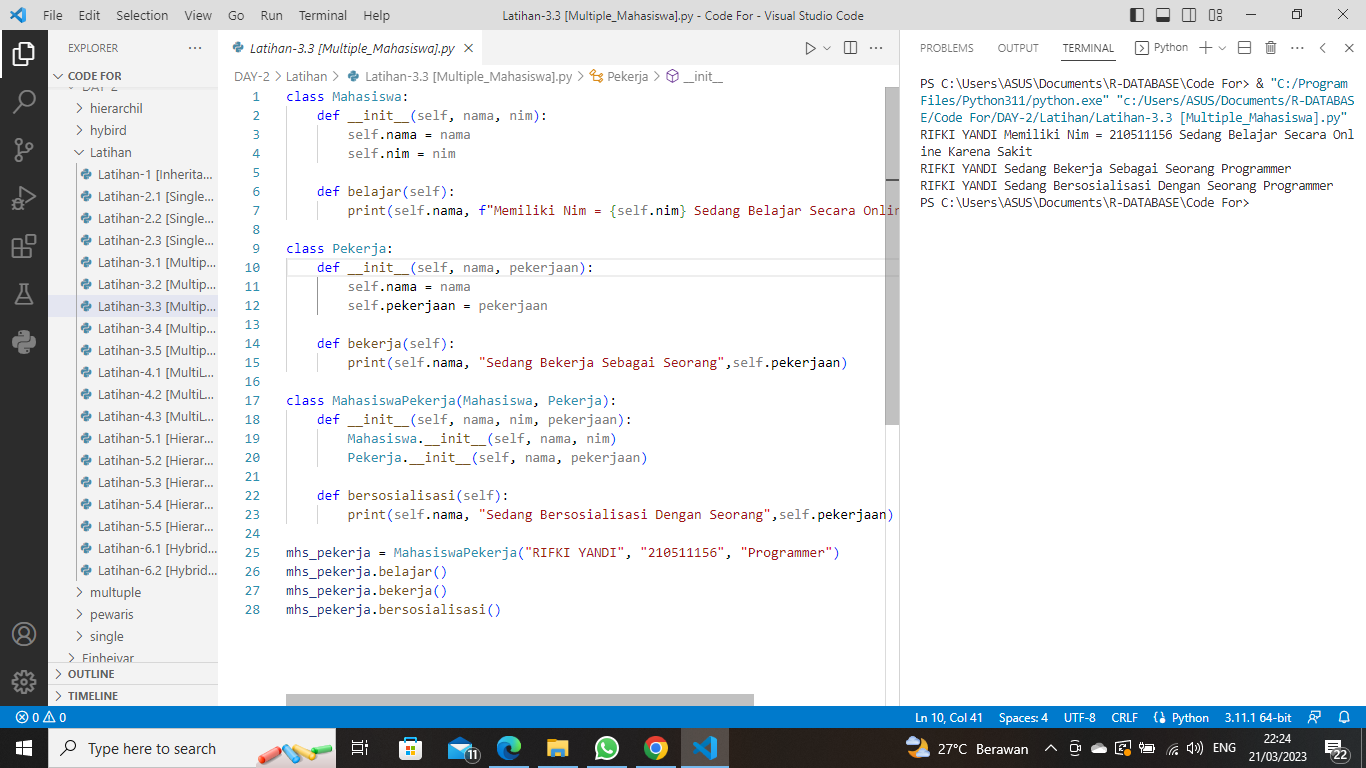 File Edit Selection View Go Run Terminal Help
Latihan-3.3 [Multiple_Mahasiswa].py - Code For - Visual Studio Code
EXPLORER
CODE FOR
DAY-2
hierarchil
hybird
Latihan
Latihan-1 [Inherita...
Latihan-2.1 [Single...
Latihan-2.2 [Single...
Latihan-2.3 [Single...
Latihan-3.1 [Multip...
Latihan-3.2 [Multip...
Latihan-3.3 [Multip...
Latihan-3.4 [Multip...
Latihan-3.5 [Multip...
Latihan-4.1 [MultiL...
Latihan-4.2 [MultiL...
Latihan-4.3 [MultiL...
Latihan-5.1 [Hierar...
Latihan-5.2 [Hierar...
Latihan-5.3 [Hierar...
Latihan-5.4 [Hierar...
Latihan-5.5 [Hierar...
Latihan-6.1 [Hybrid...
Latihan-6.2 [Hybrid...
multuple
pewaris
single
OUTLINE
TIMELINE
Latihan-3.3 [Multiple_Mahasiswa].py
DAY-2 > Latihan > Latihan-3.3 [Multiple_Mahasiswa].py > Pekerja > __init__
1 class Mahasiswa:
2     def __init__(self, nama, nim):
3         self.nama = nama
4         self.nim = nim
5
6     def belajar(self):
7         print(self.nama, f"Memiliki Nim = {self.nim} Sedang Belajar Secara Onlin
8
9 class Pekerja:
10     def __init__(self, nama, pekerjaan):
11         self.nama = nama
12         self.pekerjaan = pekerjaan
13
14     def bekerja(self):
15         print(self.nama, "Sedang Bekerja Sebagai Seorang",self.pekerjaan)
16
17 class MahasiswaPekerja(Mahasiswa, Pekerja):
18     def __init__(self, nama, nim, pekerjaan):
19         Mahasiswa.__init__(self, nama, nim)
20         Pekerja.__init__(self, nama, pekerjaan)
21
22     def bersosialisasi(self):
23         print(self.nama, "Sedang Bersosialisasi Dengan Seorang",self.pekerjaan)
24
25 mhs_pekerja = MahasiswaPekerja("RIFKI YANDI", "210511156", "Programmer")
26 mhs_pekerja.belajar()
27 mhs_pekerja.bekerja()
28 mhs_pekerja.bersosialisasi()
PROBLEMS OUTPUT TERMINAL Python
PS C:\Users\ASUS\Documents\R-DATABASE\Code For> & "C:/Program
Files/Python311/python.exe" "c:/Users/ASUS/Documents/R-DATABAS
E/Code For/DAY-2/Latihan/Latihan-3.3 [Multiple_Mahasiswa].py"
RIFKI YANDI Memiliki Nim = 210511156 Sedang Belajar Secara Onl
ine Karena Sakit
RIFKI YANDI Sedang Bekerja Sebagai Seorang Programmer
RIFKI YANDI Sedang Bersosialisasi Dengan Seorang Programmer
PS C:\Users\ASUS\Documents\R-DATABASE\Code For>
0 0
Ln 10, Col 41 Spaces: 4 UTF-8 CRLF Python 3.11.1 64-bit
Type here to search
11
27°C Berawan
ENG
22:24
21/03/2023
22